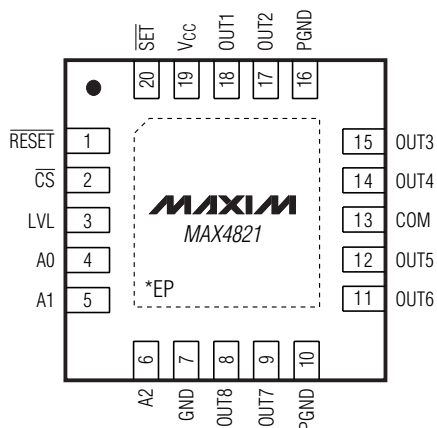 SET VCC OUT1 OUT2 PGND
20 19 18 17 16
RESET 1
CS 2
LVL 3
A0 4
A1 5
15 OUT3
14 OUT4
13 COM
12 OUT5
11 OUT6
MAXIM
MAX4821
*EP
6 7 8 9 10
A2 GND OUT8 OUT7 PGND